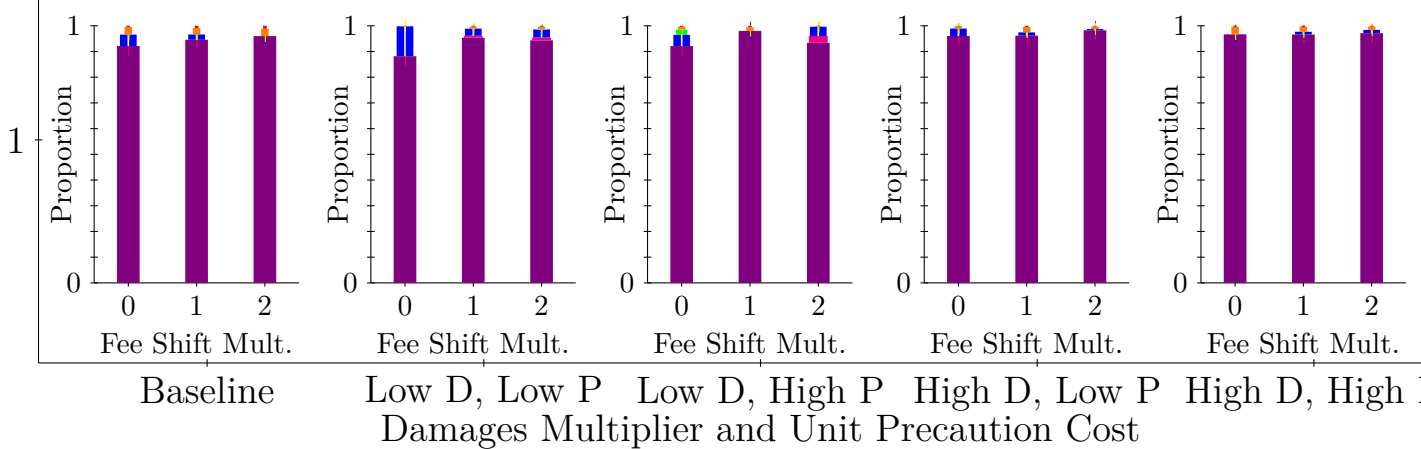 1 1 1 1 1
Proportion Proportion Proportion Proportion Proportion
1
0 0 0 0 0
0 1 2 0 1 2 0 1 2 0 1 2 0 1 2
Fee Shift Mult. Fee Shift Mult. Fee Shift Mult. Fee Shift Mult. Fee Shift Mult.
Baseline Low D, Low P Low D, High P High D, Low P High D, High
Damages Multiplier and Unit Precaution Cost